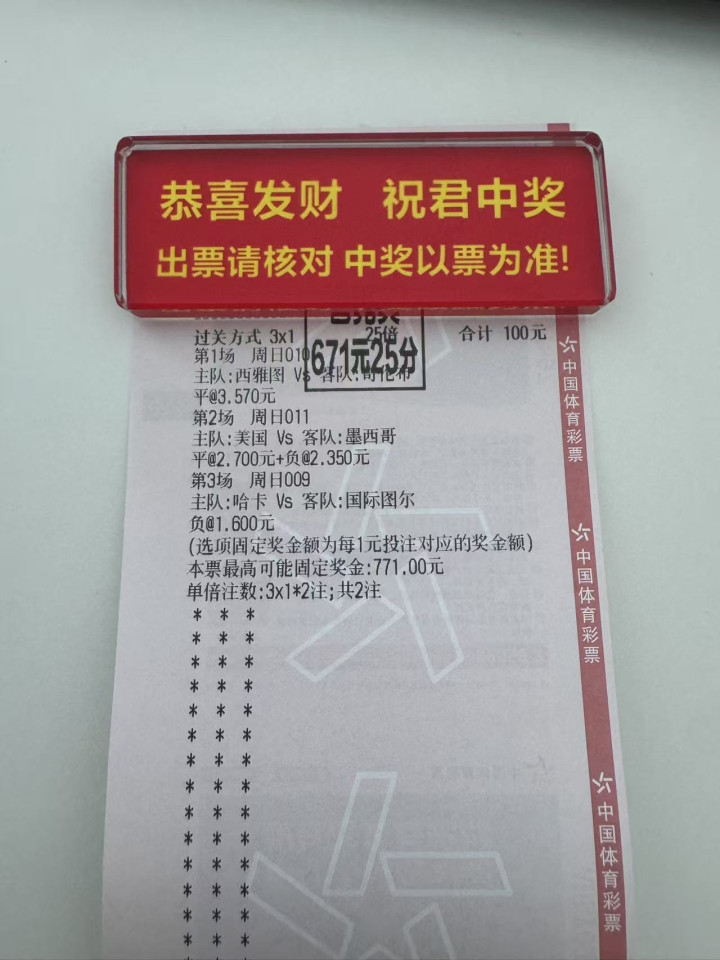 恭喜发财 祝君中奖
出票请核对 中奖以票为准!
过关方式 3x1 25倍 合计 100元
第1场 周日010
671元25分
主队:西雅图 Vs 客队:哥伦布
平@3.570元
第2场 周日011
主队:美国 Vs 客队:墨西哥
平@2.700元+负@2.350元
第3场 周日009
主队:哈卡 Vs 客队:国际图尔
负@1.600元
(选项固定奖金额为每1元投注对应的奖金额)
本票最高可能固定奖金:771.00元
单倍注数:3x1*2注;共2注
* * *
* * *
* * *
* * *
* * *
* * *
* * *
* * *
* * *
* * *
* * *
* * *
* * *
* * *
中国体育彩票
中国体育彩票
中国体育彩票